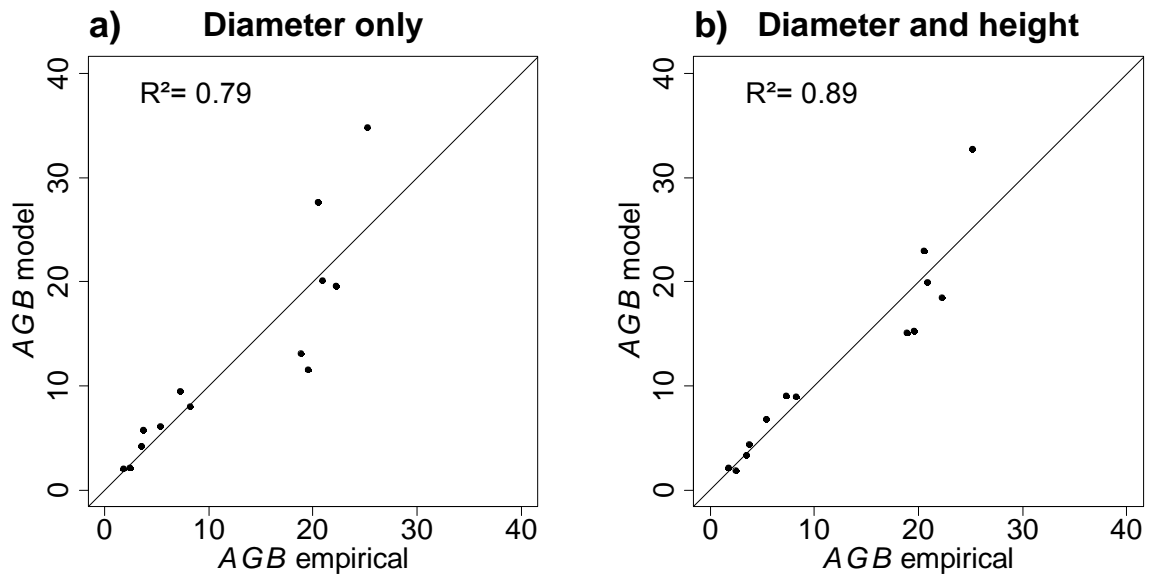 a) Diameter only
R²= 0.79
40
30
20
10
0
AGB model
0 10 20 30 40
AGB empirical
b) Diameter and height
R²= 0.89
40
30
20
10
0
AGB model
0 10 20 30 40
AGB empirical